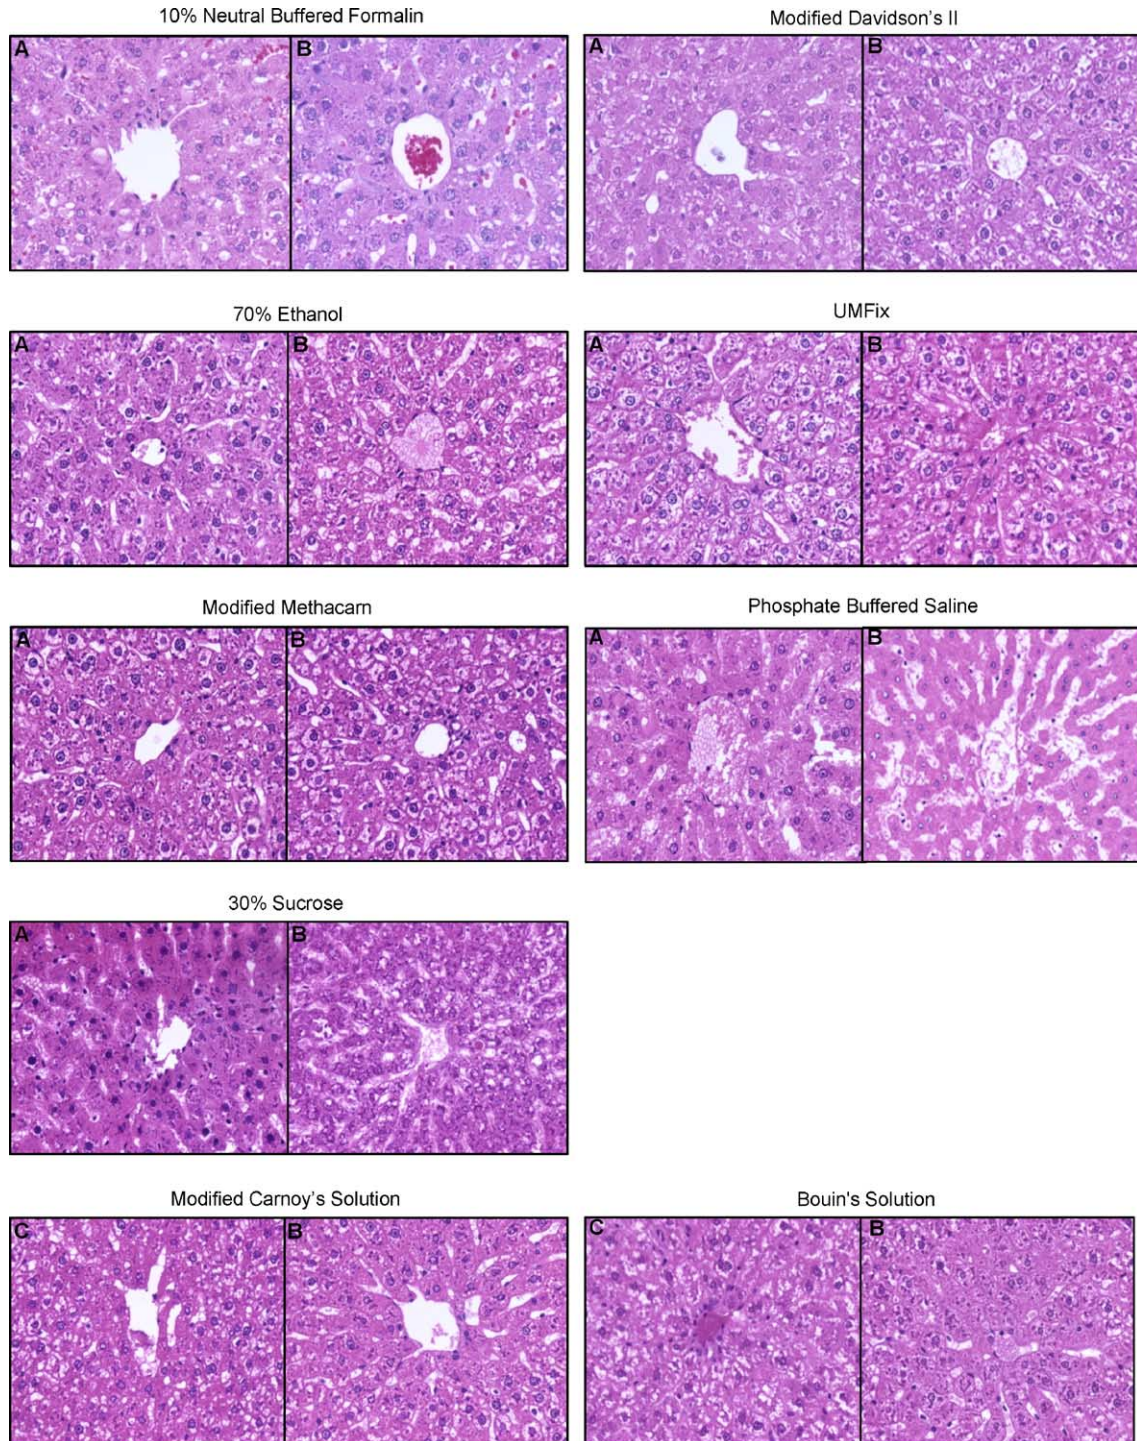 10% Neutral Buffered Formalin
A B
Modified Davidson's II
A B
70% Ethanol
A B
UMFix
A B
Modified Methacarn
A B
Phosphate Buffered Saline
A B
30% Sucrose
A B
Modified Carnoy's Solution
C B
Bouin's Solution
C B